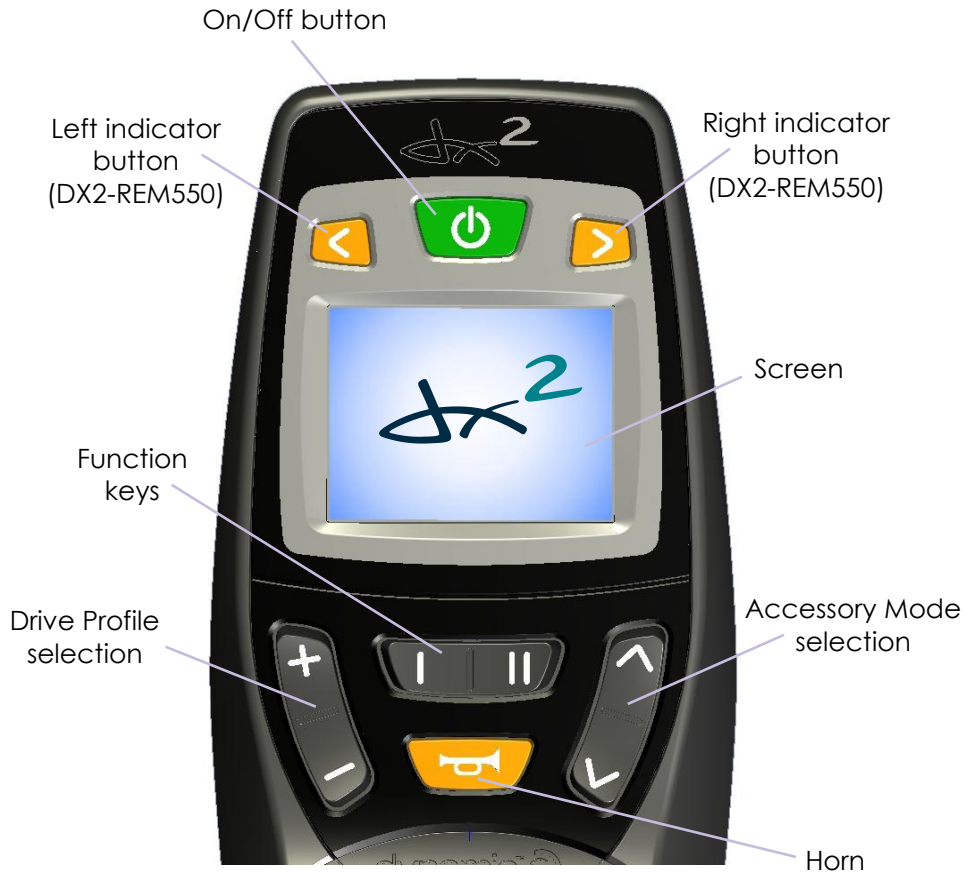 On/Off button
Left indicator
button
(DX2-REM550)
Right indicator
button
(DX2-REM550)
dx2
dx2
Screen
Function
keys
Drive Profile
selection
Accessory Mode
selection
I II
Horn